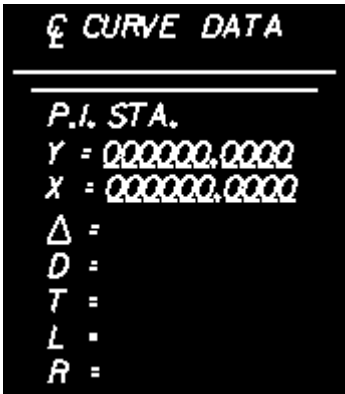 ℄ CURVE DATA
P.I. STA.
Y = 000000.0000
X = 000000.0000
Δ =
D =
T =
L =
R =